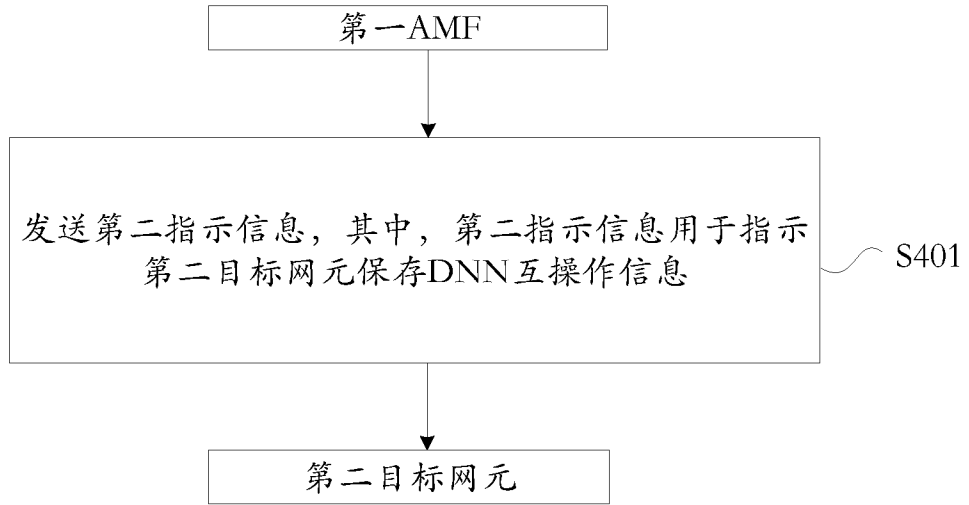 第一AMF
发送第二指示信息，其中，第二指示信息用于指示
第二目标网元保存DNN互操作信息
S401
第二目标网元